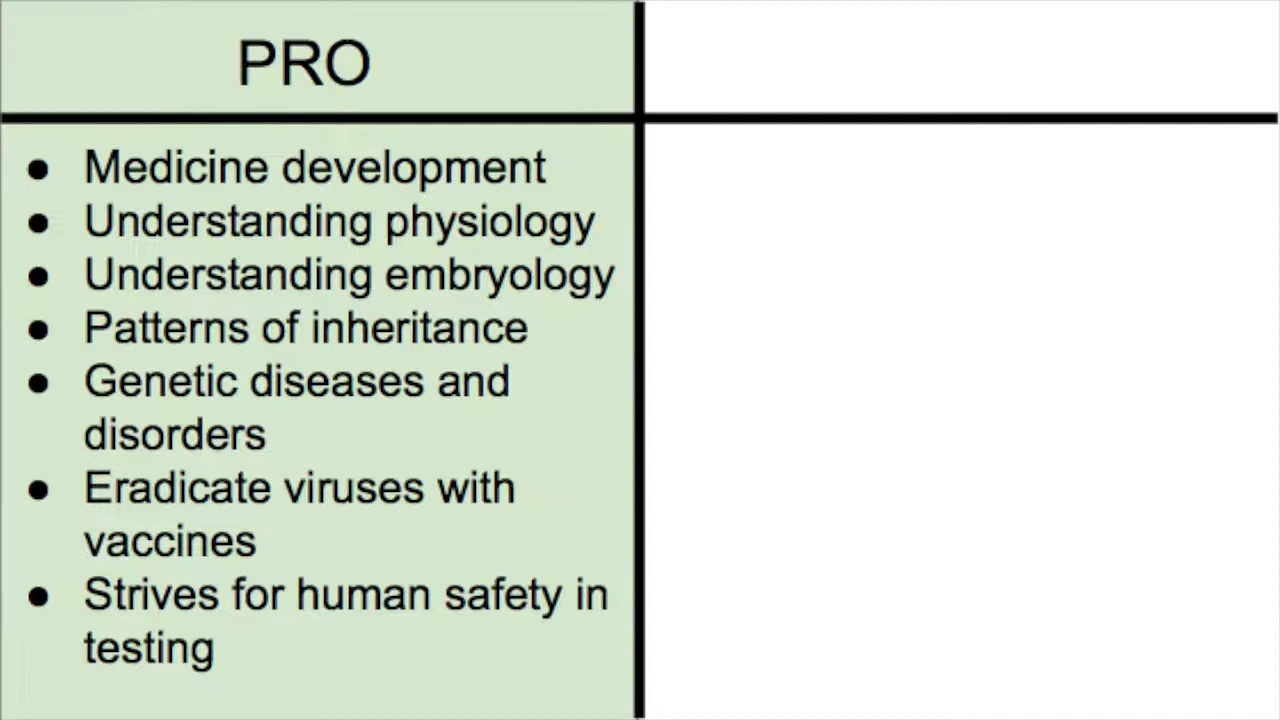 PRO
● Medicine development
● Understanding physiology
● Understanding embryology
● Patterns of inheritance
● Genetic diseases and
disorders
● Eradicate viruses with
vaccines
● Strives for human safety in
testing